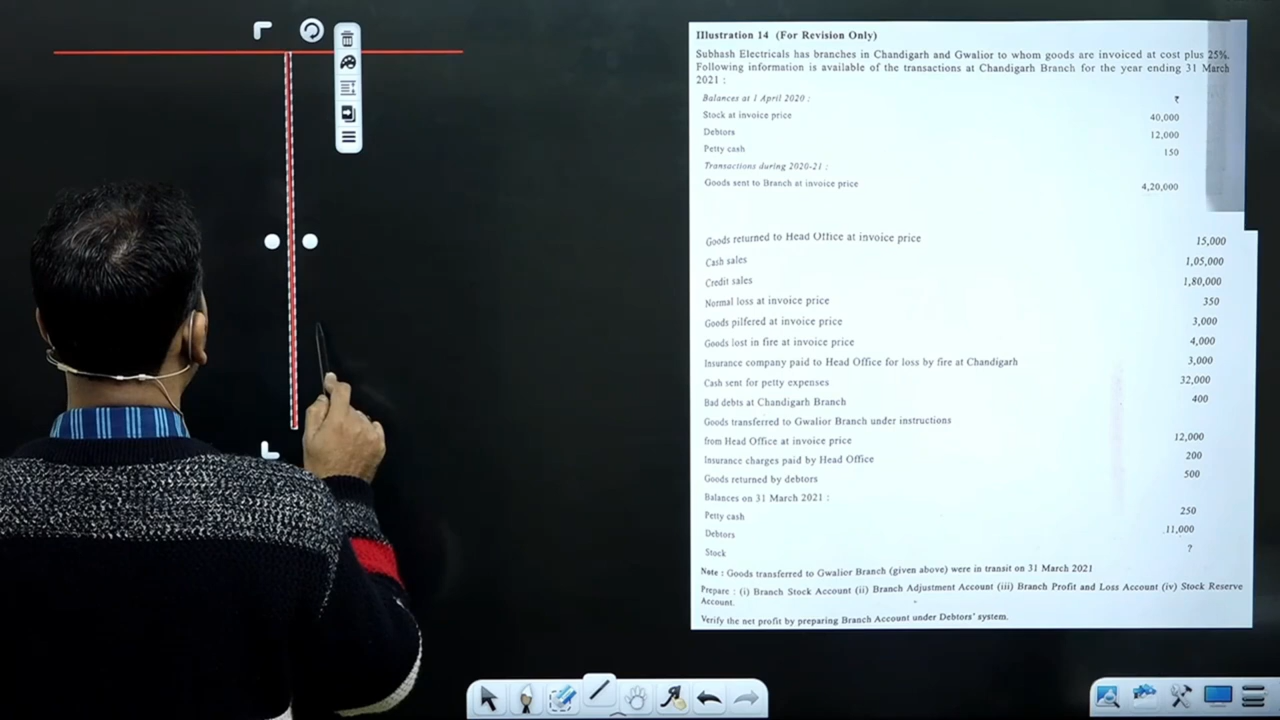 Illustration 14 (For Revision Only)
Subhash Electricals has branches in Chandigarh and Gwalior to whom goods are invoiced at cost plus 25%.
Following information is available of the transactions at Chandigarh Branch for the year ending 31 March
2021 :
Balances at 1 April 2020 : ₹
Stock at invoice price 40,000
Debtors 12,000
Petty cash 150
Transactions during 2020-21 :
Goods sent to Branch at invoice price 4,20,000
Goods returned to Head Office at invoice price 15,000
Cash sales 1,05,000
Credit sales 1,80,000
Normal loss at invoice price 350
Goods pilfered at invoice price 3,000
Goods lost in fire at invoice price 4,000
Insurance company paid to Head Office for loss by fire at Chandigarh 3,000
Cash sent for petty expenses 32,000
Bad debts at Chandigarh Branch 400
Goods transferred to Gwalior Branch under instructions
from Head Office at invoice price 12,000
Insurance charges paid by Head Office 200
Goods returned by debtors 500
Balances on 31 March 2021 :
Petty cash 250
Debtors 11,000
Stock ?
Note : Goods transferred to Gwalior Branch (given above) were in transit on 31 March 2021
Prepare : (i) Branch Stock Account (ii) Branch Adjustment Account (iii) Branch Profit and Loss Account (iv) Stock Reserve
Account.
Verify the net profit by preparing Branch Account under Debtors' system.